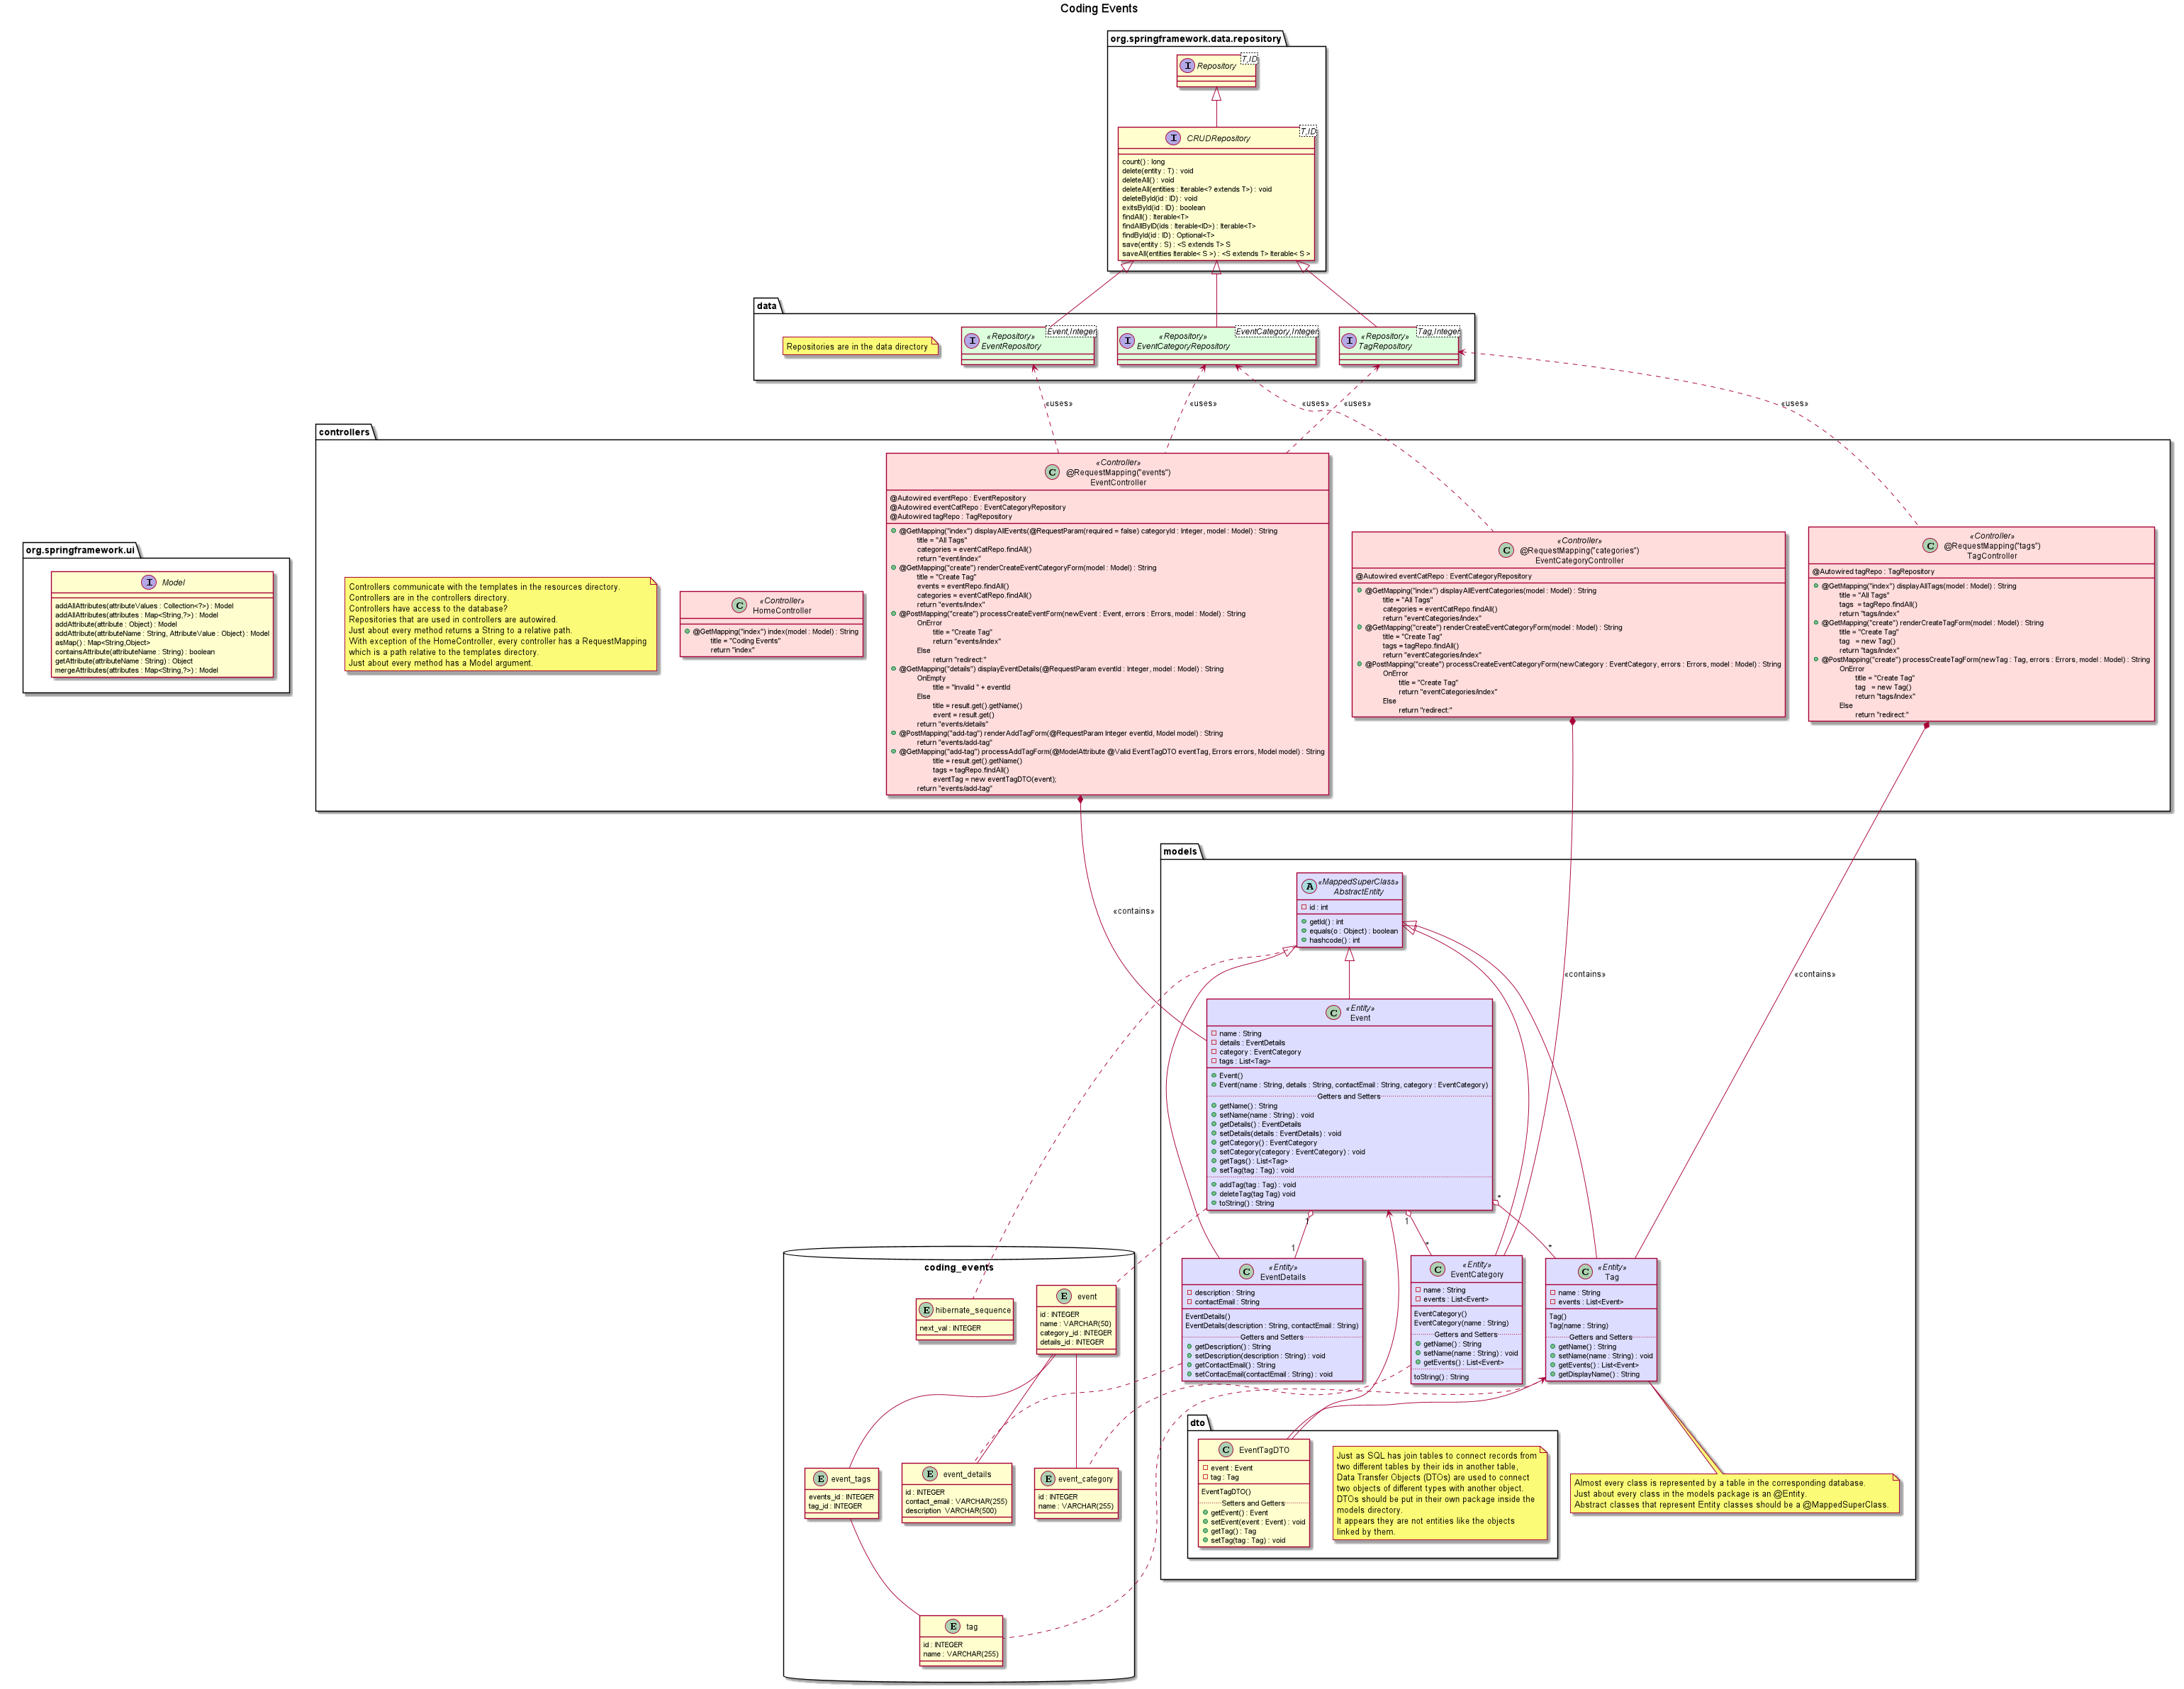 Coding Events
org.springframework.data.repository
T,ID
Repository
T,ID
CRUDRepository
count() : long
delete(entity : T) : void
deleteAll() : void
deleteAll(entities : Iterable<? extends T>) : void
deleteById(id : ID) : void
exitsById(id : ID) : boolean
findAll() : Iterable<T>
findAllByID(ids : Iterable<ID>) : Iterable<T>
findById(id : ID) : Optional<T>
save(entity : S) : <S extends T> S
saveAll(entities Iterable< S >) : <S extends T> Iterable< S >
data
Repositories are in the data directory
Event,Integer
«Repository»
EventRepository
EventCategory,Integer
«Repository»
EventCategoryRepository
Tag,Integer
«Repository»
TagRepository
«uses»
«uses»
«uses»
«uses»
«uses»
controllers
«Controller»
@RequestMapping("events")
EventController
@Autowired eventRepo : EventRepository
@Autowired eventCatRepo : EventCategoryRepository
@Autowired tagRepo : TagRepository
@GetMapping("index") displayAllEvents(@RequestParam(required = false) categoryId : Integer, model : Model) : String
title = "All Tags"
categories = eventCatRepo.findAll()
return "event/index"
@GetMapping("create") renderCreateEventCategoryForm(model : Model) : String
title = "Create Tag"
events = eventRepo.findAll()
categories = eventCatRepo.findAll()
return "events/index"
@PostMapping("create") processCreateEventForm(newEvent : Event, errors : Errors, model : Model) : String
OnError
title = "Create Tag"
return "events/index"
Else
return "redirect:"
@GetMapping("details") displayEventDetails(@RequestParam eventId : Integer, model : Model) : String
OnEmpty
title = "Invalid " + eventId
Else
title = result.get().getName()
event = result.get()
return "events/details"
@PostMapping("add-tag") renderAddTagForm(@RequestParam Integer eventId, Model model) : String
return "events/add-tag"
@GetMapping("add-tag") processAddTagForm(@ModelAttribute @Valid EventTagDTO eventTag, Errors errors, Model model) : String
title = result.get().getName()
tags = tagRepo.findAll()
eventTag = new eventTagDTO(event);
return "events/add-tag"
«Controller»
@RequestMapping("categories")
EventCategoryController
@Autowired eventCatRepo : EventCategoryRepository
@GetMapping("index") displayAllEventCategories(model : Model) : String
title = "All Tags"
categories = eventCatRepo.findAll()
return "eventCategories/index"
@GetMapping("create") renderCreateEventCategoryForm(model : Model) : String
title = "Create Tag"
tags = tagRepo.findAll()
return "eventCategories/index"
@PostMapping("create") processCreateEventCategoryForm(newCategory : EventCategory, errors : Errors, model : Model) : String
OnError
title = "Create Tag"
return "eventCategories/index"
Else
return "redirect:"
«Controller»
@RequestMapping("tags")
TagController
@Autowired tagRepo : TagRepository
@GetMapping("index") displayAllTags(model : Model) : String
title = "All Tags"
tags = tagRepo.findAll()
return "tags/index"
@GetMapping("create") renderCreateTagForm(model : Model) : String
title = "Create Tag"
tag = new Tag()
return "tags/index"
@PostMapping("create") processCreateTagForm(newTag : Tag, errors : Errors, model : Model) : String
OnError
title = "Create Tag"
tag = new Tag()
return "tags/index"
Else
return "redirect:"
org.springframework.ui
Model
addAllAttributes(attributeValues : Collection<?>) : Model
addAllAttributes(attributes : Map<String,?>) : Model
addAttribute(attribute : Object) : Model
addAttribute(attributeName : String, AttributeValue : Object) : Model
asMap() : Map<String,Object>
containsAttribute(attributeName : String) : boolean
getAttribute(attributeName : String) : Object
mergeAttributes(attributes : Map<String,?>) : Model
Controllers communicate with the templates in the resources directory.
Controllers are in the controllers directory.
Controllers have access to the database?
Repositories that are used in controllers are autowired.
Just about every method returns a String to a relative path.
With exception of the HomeController, every controller has a RequestMapping
which is a path relative to the templates directory.
Just about every method has a Model argument.
«Controller»
HomeController
@GetMapping("index") index(model : Model) : String
title = "Coding Events"
return "index"
models
«MappedSuperClass»
AbstractEntity
id : int
getId() : int
equals(o : Object) : boolean
hashcode() : int
«contains»
«contains»
«contains»
«Entity»
Event
name : String
details : EventDetails
category : EventCategory
tags : List<Tag>
Event()
Event(name : String, details : String, contactEmail : String, category : EventCategory)
Getters and Setters
getName() : String
setName(name : String) : void
getDetails() : EventDetails
setDetails(details : EventDetails) : void
getCategory() : EventCategory
setCategory(category : EventCategory) : void
getTags() : List<Tag>
setTag(tag : Tag) : void
addTag(tag : Tag) : void
deleteTag(tag Tag) void
toString() : String
*
1
1
1
*
*
«Entity»
EventDetails
description : String
contactEmail : String
EventDetails()
EventDetails(description : String, contactEmail : String)
Getters and Setters
getDescription() : String
setDescription(description : String) : void
getContactEmail() : String
setContacEmail(contactEmail : String) : void
«Entity»
EventCategory
name : String
events : List<Event>
EventCategory()
EventCategory(name : String)
Getters and Setters
getName() : String
setName(name : String) : void
getEvents() : List<Event>
toString() : String
«Entity»
Tag
name : String
events : List<Event>
Tag()
Tag(name : String)
Getters and Setters
getName() : String
setName(name : String) : void
getEvents() : List<Event>
getDisplayName() : String
coding_events
hibernate_sequence
next_val : INTEGER
event
id : INTEGER
name : VARCHAR(50)
category_id : INTEGER
details_id : INTEGER
event_tags
events_id : INTEGER
tag_id : INTEGER
event_details
id : INTEGER
contact_email : VARCHAR(255)
description VARCHAR(500)
event_category
id : INTEGER
name : VARCHAR(255)
tag
id : INTEGER
name : VARCHAR(255)
dto
EventTagDTO
event : Event
tag : Tag
EventTagDTO()
Setters and Getters
getEvent() : Event
setEvent(event : Event) : void
getTag() : Tag
setTag(tag : Tag) : void
Just as SQL has join tables to connect records from
two different tables by their ids in another table,
Data Transfer Objects (DTOs) are used to connect
two objects of different types with another object.
DTOs should be put in their own package inside the
models directory.
It appears they are not entities like the objects
linked by them.
Almost every class is represented by a table in the corresponding database.
Just about every class in the models package is an @Entity.
Abstract classes that represent Entity classes should be a @MappedSuperClass.